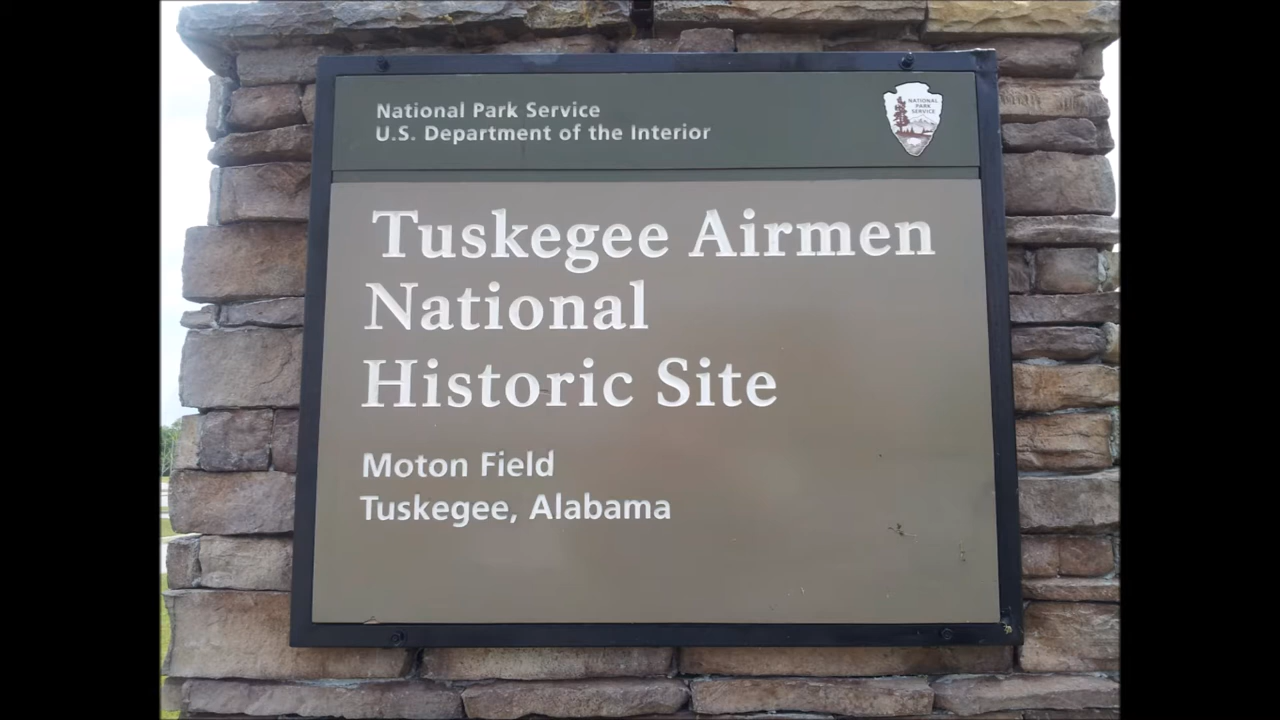 National Park Service
U.S. Department of the Interior
NATIONAL
PARK
SERVICE
Tuskegee Airmen
National
Historic Site
Moton Field
Tuskegee, Alabama